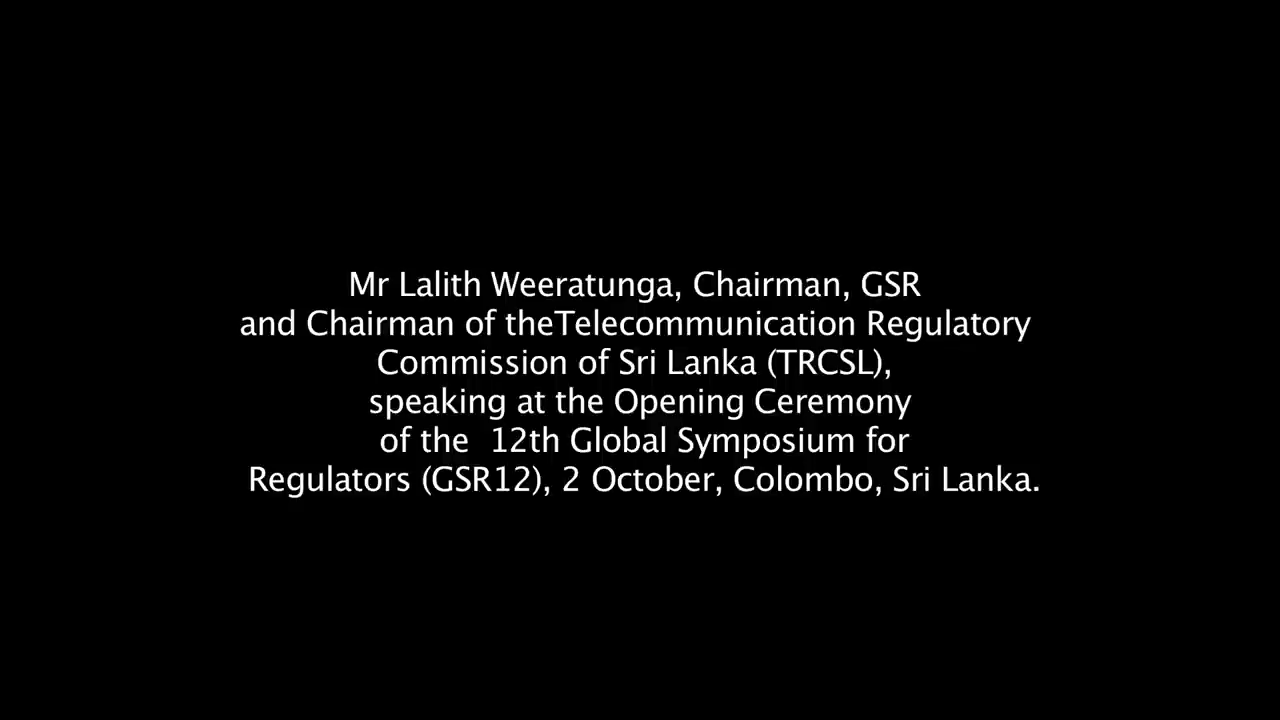 Mr Lalith Weeratunga, Chairman, GSR
and Chairman of theTelecommunication Regulatory
Commission of Sri Lanka (TRCSL),
speaking at the Opening Ceremony
of the  12th Global Symposium for
Regulators (GSR12), 2 October, Colombo, Sri Lanka.